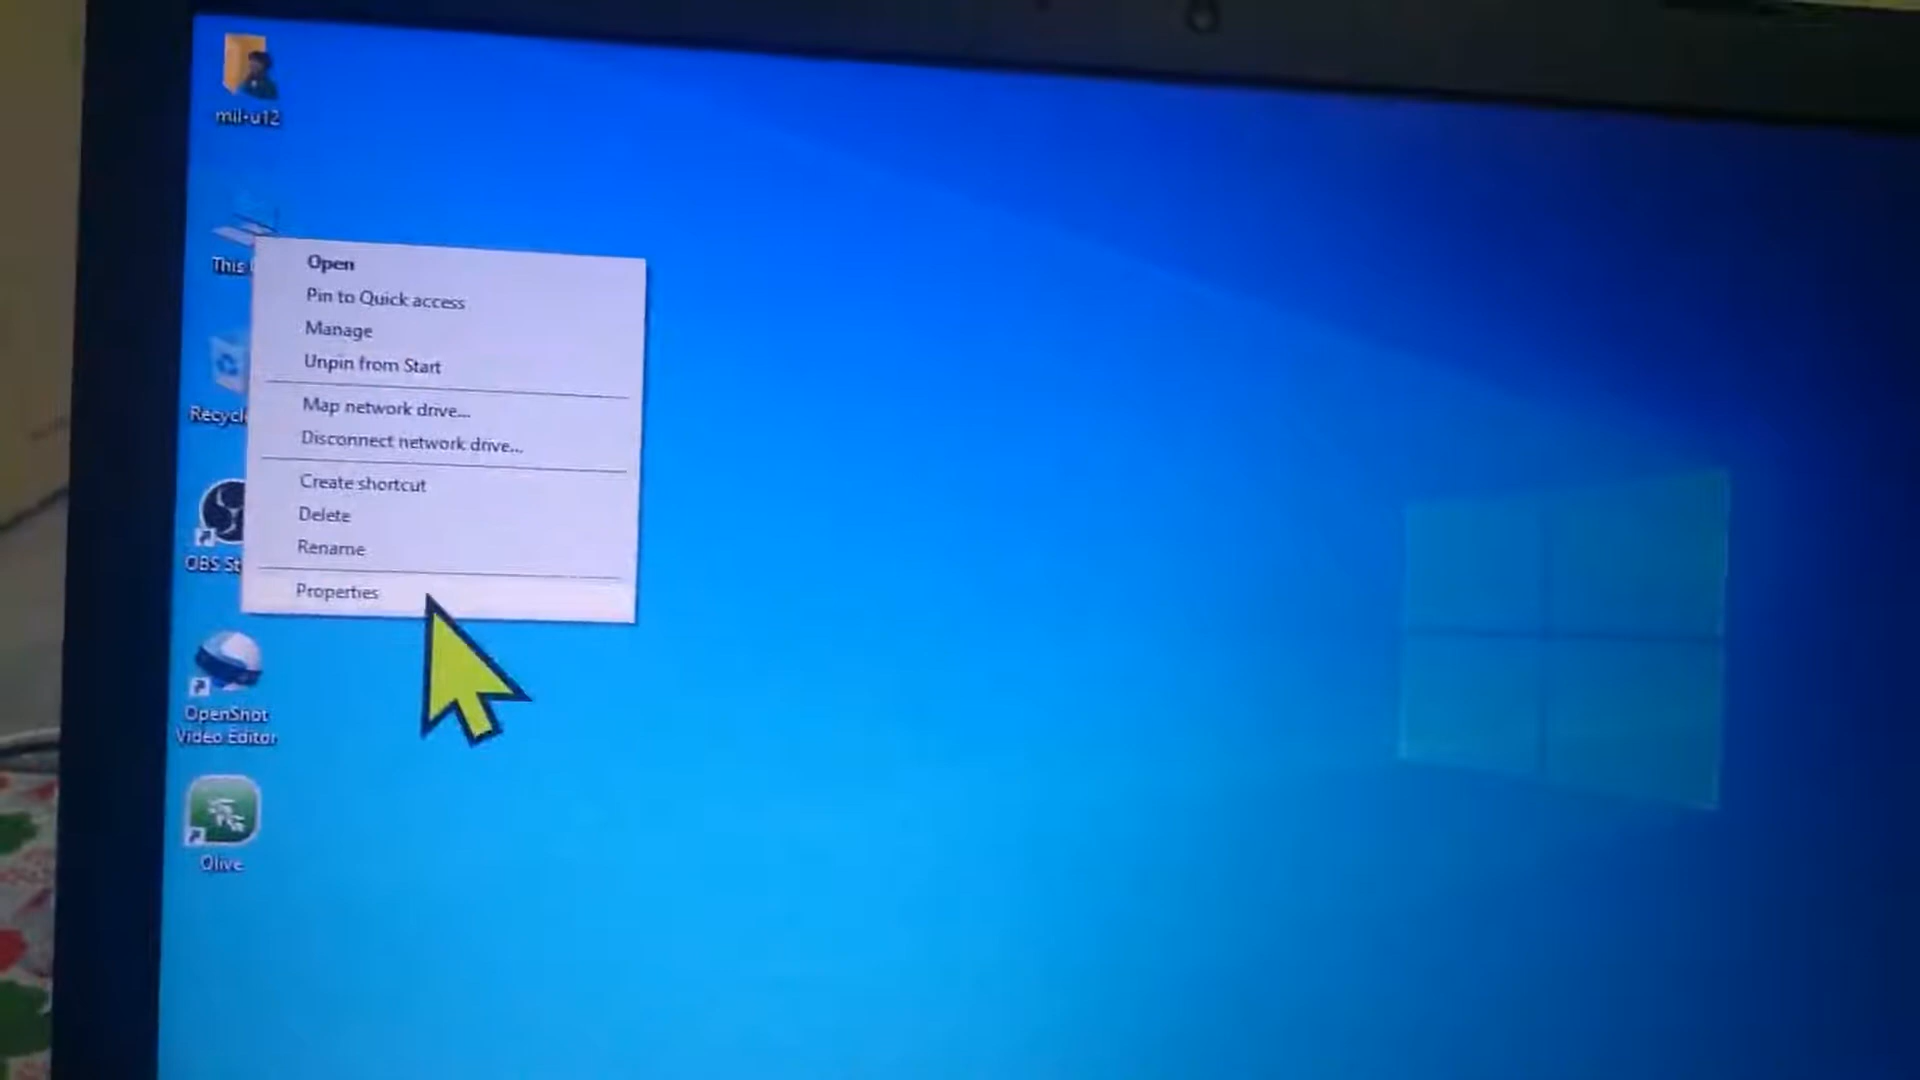 mil-u12
This
Open
Pin to Quick access
Manage
Unpin from Start
Recycl
Map network drive...
Disconnect network drive...
Create shortcut
Delete
Rename
OBS St
Properties
OpenShot
Video Editor
Olive